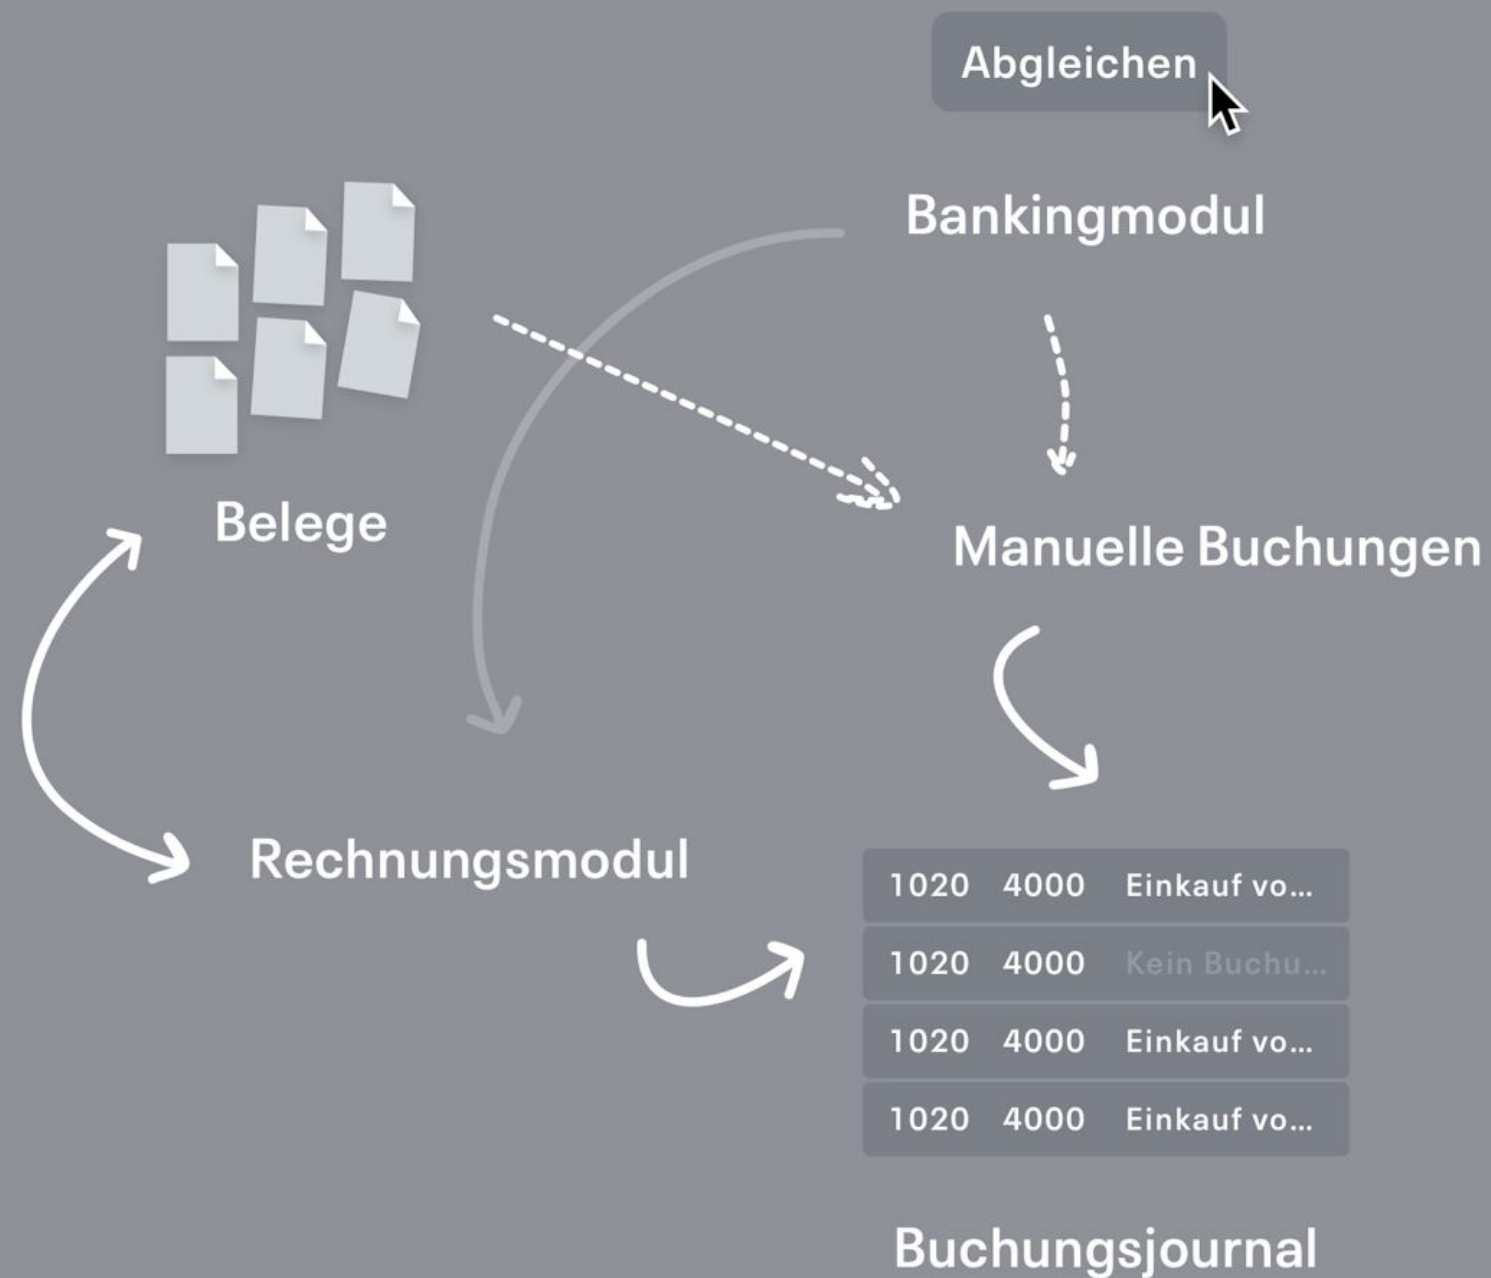 Abgleichen
Bankingmodul
Belege
Manuelle Buchungen
Rechnungsmodul
1020 4000 Einkauf vo...
1020 4000 Kein Buchu...
1020 4000 Einkauf vo...
1020 4000 Einkauf vo...
Buchungsjournal